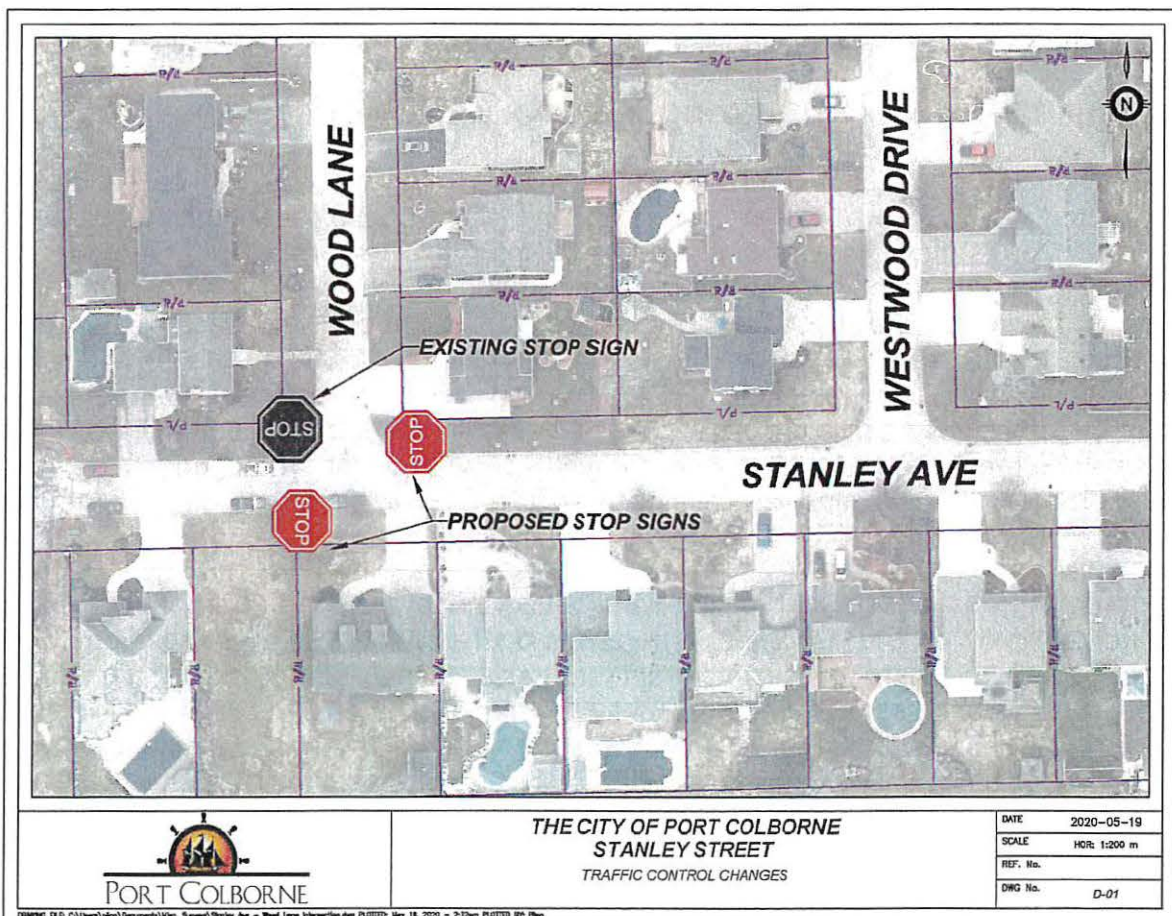 WOOD LANE
WESTWOOD DRIVE
N
EXISTING STOP SIGN
STOP
STOP
STANLEY AVE
STOP
PROPOSED STOP SIGNS
P/L
P/L
PORT COLBORNE
THE CITY OF PORT COLBORNE
STANLEY STREET
TRAFFIC CONTROL CHANGES
DATE 2020-05-19
SCALE HOR: 1:200 m
REF. No.
DWG No. D-01